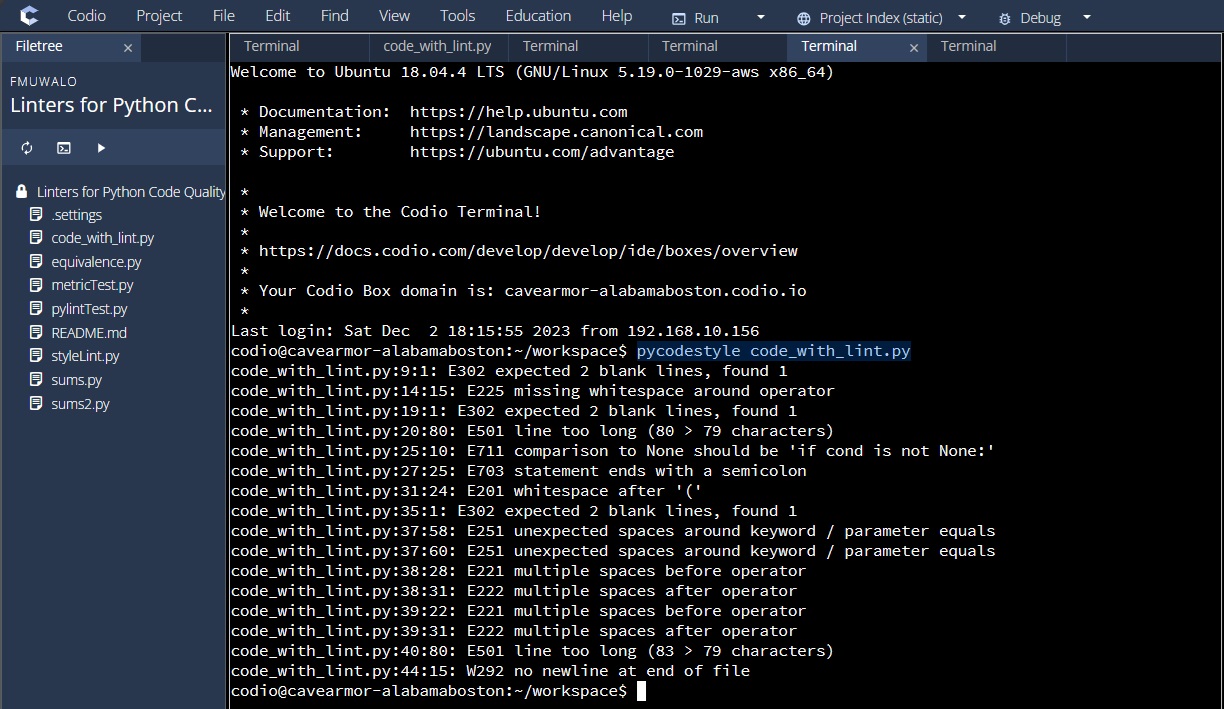 Codio Project File Edit Find View Tools Education Help Run Project Index (static) Debug
Filetree ×
FMUWALO
Linters for Python C...
Linters for Python Code Quality
.settings
code_with_lint.py
equivalence.py
metricTest.py
pylintTest.py
README.md
styleLint.py
sums.py
sums2.py
Terminal code_with_lint.py Terminal Terminal Terminal × Terminal
Welcome to Ubuntu 18.04.4 LTS (GNU/Linux 5.19.0-1029-aws x86_64)
* Documentation:  https://help.ubuntu.com
* Management:     https://landscape.canonical.com
* Support:        https://ubuntu.com/advantage
*
* Welcome to the Codio Terminal!
*
* https://docs.codio.com/develop/develop/ide/boxes/overview
*
* Your Codio Box domain is: cavearmor-alabamaboston.codio.io
*
Last login: Sat Dec  2 18:15:55 2023 from 192.168.10.156
codio@cavearmor-alabamaboston:~/workspace$ pycodestyle code_with_lint.py
code_with_lint.py:9:1: E302 expected 2 blank lines, found 1
code_with_lint.py:14:15: E225 missing whitespace around operator
code_with_lint.py:19:1: E302 expected 2 blank lines, found 1
code_with_lint.py:20:80: E501 line too long (80 > 79 characters)
code_with_lint.py:25:10: E711 comparison to None should be 'if cond is not None:'
code_with_lint.py:27:25: E703 statement ends with a semicolon
code_with_lint.py:31:24: E201 whitespace after '('
code_with_lint.py:35:1: E302 expected 2 blank lines, found 1
code_with_lint.py:37:58: E251 unexpected spaces around keyword / parameter equals
code_with_lint.py:37:60: E251 unexpected spaces around keyword / parameter equals
code_with_lint.py:38:28: E221 multiple spaces before operator
code_with_lint.py:38:31: E222 multiple spaces after operator
code_with_lint.py:39:22: E221 multiple spaces before operator
code_with_lint.py:39:31: E222 multiple spaces after operator
code_with_lint.py:40:80: E501 line too long (83 > 79 characters)
code_with_lint.py:44:15: W292 no newline at end of file
codio@cavearmor-alabamaboston:~/workspace$